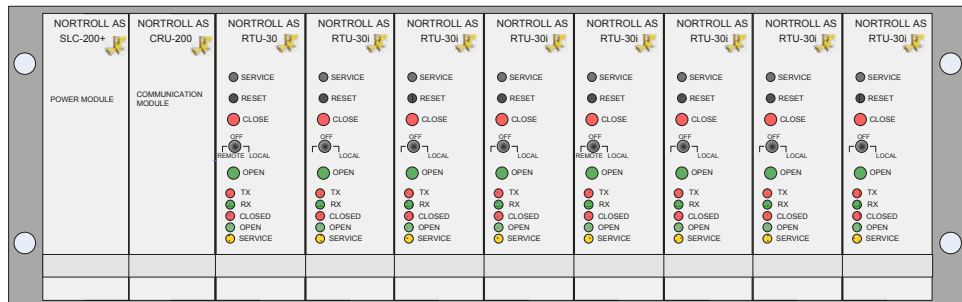 NORTROLL AS
SLC-200+
POWER MODULE
NORTROLL AS
CRU-200
COMMUNICATION
MODULE
NORTROLL AS
RTU-30
SERVICE
RESET
CLOSE
OFF
REMOTE LOCAL
OPEN
TX
RX
CLOSED
OPEN
SERVICE
NORTROLL AS
RTU-30i
SERVICE
RESET
CLOSE
OFF
LOCAL
OPEN
TX
RX
CLOSED
OPEN
SERVICE
NORTROLL AS
RTU-30i
SERVICE
RESET
CLOSE
OFF
LOCAL
OPEN
TX
RX
CLOSED
OPEN
SERVICE
NORTROLL AS
RTU-30i
SERVICE
RESET
CLOSE
OFF
LOCAL
OPEN
TX
RX
CLOSED
OPEN
SERVICE
NORTROLL AS
RTU-30i
SERVICE
RESET
CLOSE
OFF
REMOTE LOCAL
OPEN
TX
RX
CLOSED
OPEN
SERVICE
NORTROLL AS
RTU-30i
SERVICE
RESET
CLOSE
OFF
LOCAL
OPEN
TX
RX
CLOSED
OPEN
SERVICE
NORTROLL AS
RTU-30i
SERVICE
RESET
CLOSE
OFF
LOCAL
OPEN
TX
RX
CLOSED
OPEN
SERVICE
NORTROLL AS
RTU-30i
SERVICE
RESET
CLOSE
OFF
LOCAL
OPEN
TX
RX
CLOSED
OPEN
SERVICE